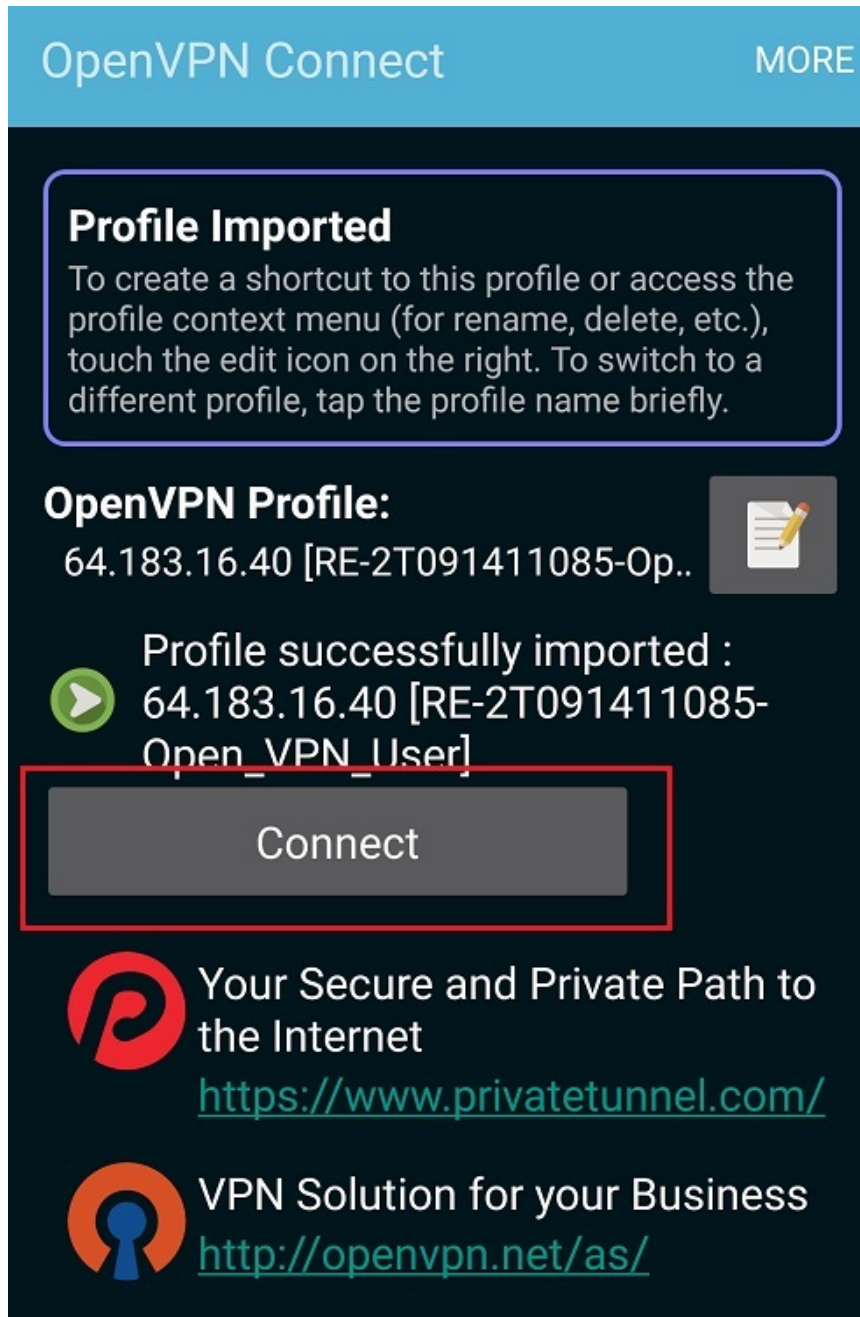 OpenVPN Connect
MORE
Profile Imported
To create a shortcut to this profile or access the
profile context menu (for rename, delete, etc.),
touch the edit icon on the right. To switch to a
different profile, tap the profile name briefly.
OpenVPN Profile:
64.183.16.40 [RE-2T091411085-Op..
Profile successfully imported :
64.183.16.40 [RE-2T091411085-
Open_VPN_User]
Connect
Your Secure and Private Path to
the Internet
https://www.privatetunnel.com/
VPN Solution for your Business
http://openvpn.net/as/